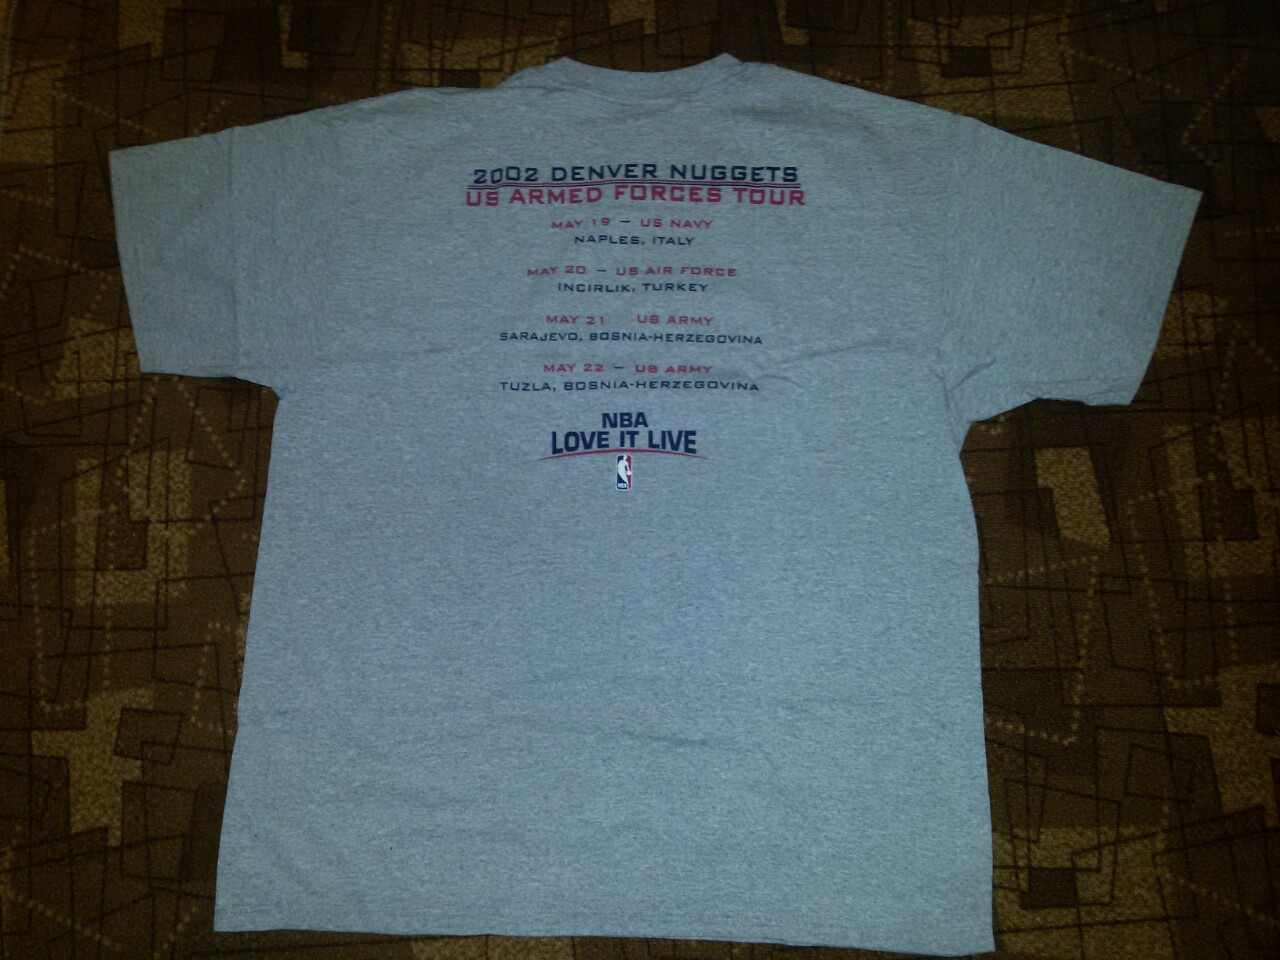 2002 DENVER NUGGETS
US ARMED FORCES TOUR
MAY 19 - US NAVY
NAPLES, ITALY
MAY 20 - US AIR FORCE
INCIRLIK, TURKEY
MAY 21 US ARMY
SARAJEVO, BOSNIA-HERZEGOVINA
MAY 22 - US ARMY
TUZLA, BOSNIA-HERZEGOVINA
NBA
LOVE IT LIVE
NBA